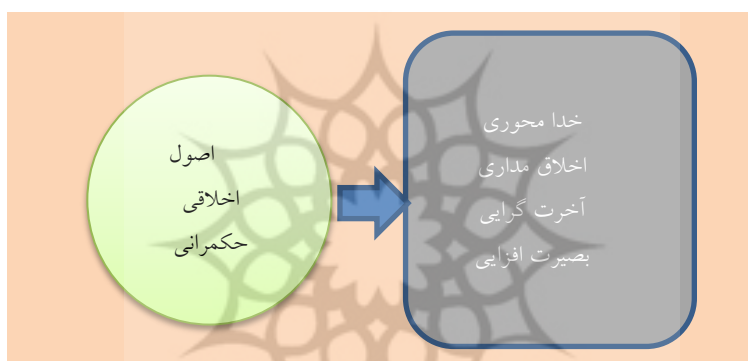 اصول
اخلاقی
حکمرانی
خدا محوری
اخلاق مداری
آخرت گرایی
بصیرت افزایی